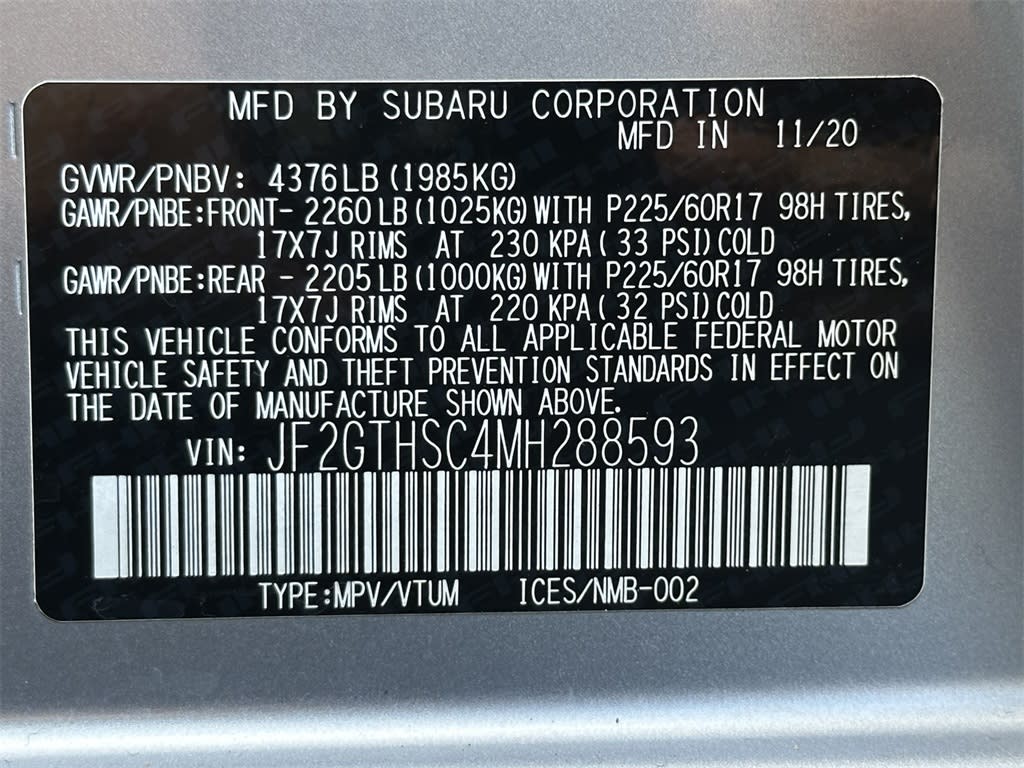 MFD BY SUBARU CORPORATION
MFD IN 11/20
GVWR/PNBV: 4376LB (1985KG)
GAWR/PNBE:FRONT- 2260 LB (1025KG) WITH P225/60R17 98H TIRES,
17X7J RIMS AT 230 KPA ( 33 PSI) COLD
GAWR/PNBE:REAR - 2205 LB (1000KG) WITH P225/60R17 98H TIRES,
17X7J RIMS AT 220 KPA ( 32 PSI) COLD
THIS VEHICLE CONFORMS TO ALL APPLICABLE FEDERAL MOTOR
VEHICLE SAFETY AND THEFT PREVENTION STANDARDS IN EFFECT ON
THE DATE OF MANUFACTURE SHOWN ABOVE.
VIN: JF2GTHSC4MH288593
TYPE:MPV/VTUM ICES/NMB-002